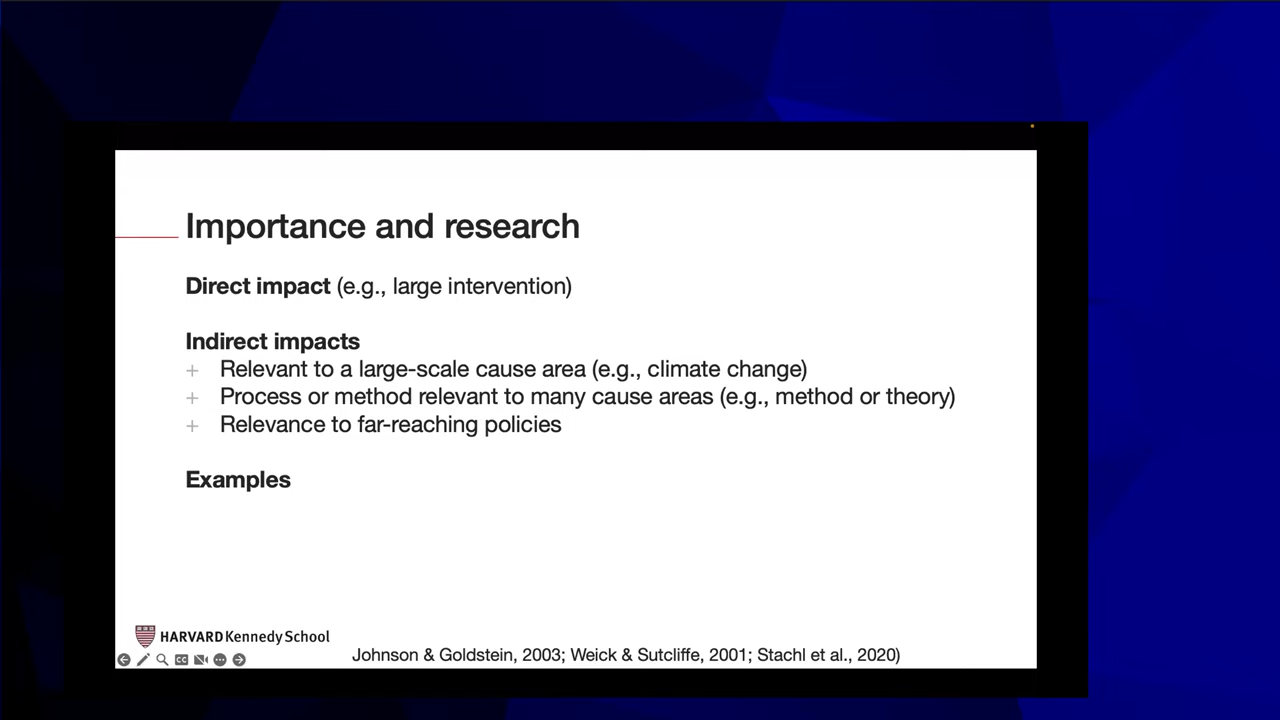 Importance and research
Direct impact (e.g., large intervention)
Indirect impacts
+ Relevant to a large-scale cause area (e.g., climate change)
+ Process or method relevant to many cause areas (e.g., method or theory)
+ Relevance to far-reaching policies
Examples
HARVARD Kennedy School
CC
Johnson & Goldstein, 2003; Weick & Sutcliffe, 2001; Stachl et al., 2020)